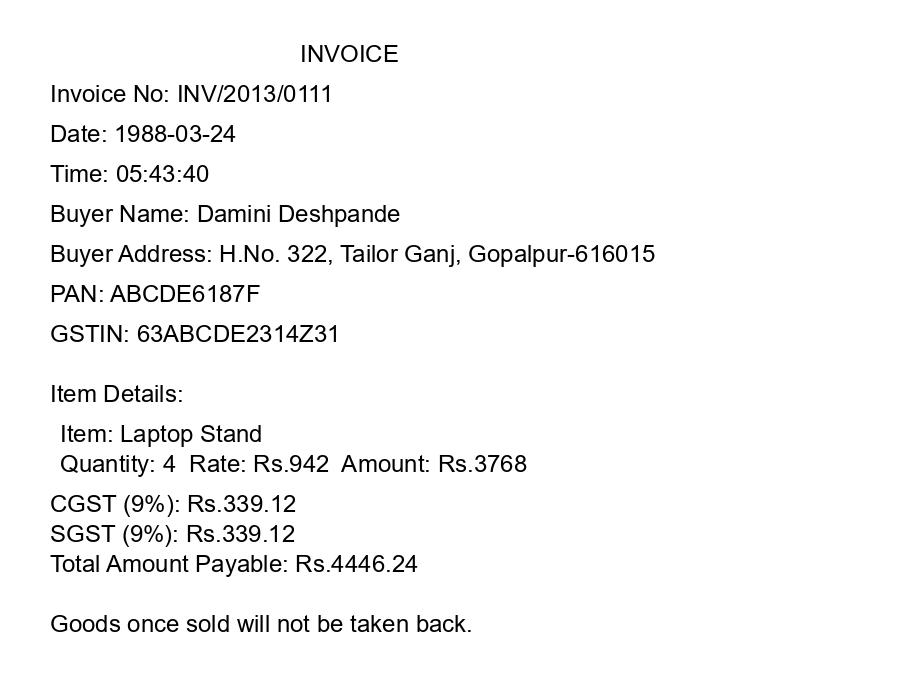 INVOICE
Invoice No: INV/2013/0111
Date: 1988-03-24
Time: 05:43:40
Buyer Name: Damini Deshpande
Buyer Address: H.No. 322, Tailor Ganj, Gopalpur-616015
PAN: ABCDE6187F
GSTIN: 63ABCDE2314Z31
Item Details:
Item: Laptop Stand
Quantity: 4  Rate: Rs.942  Amount: Rs.3768
CGST (9%): Rs.339.12
SGST (9%): Rs.339.12
Total Amount Payable: Rs.4446.24
Goods once sold will not be taken back.